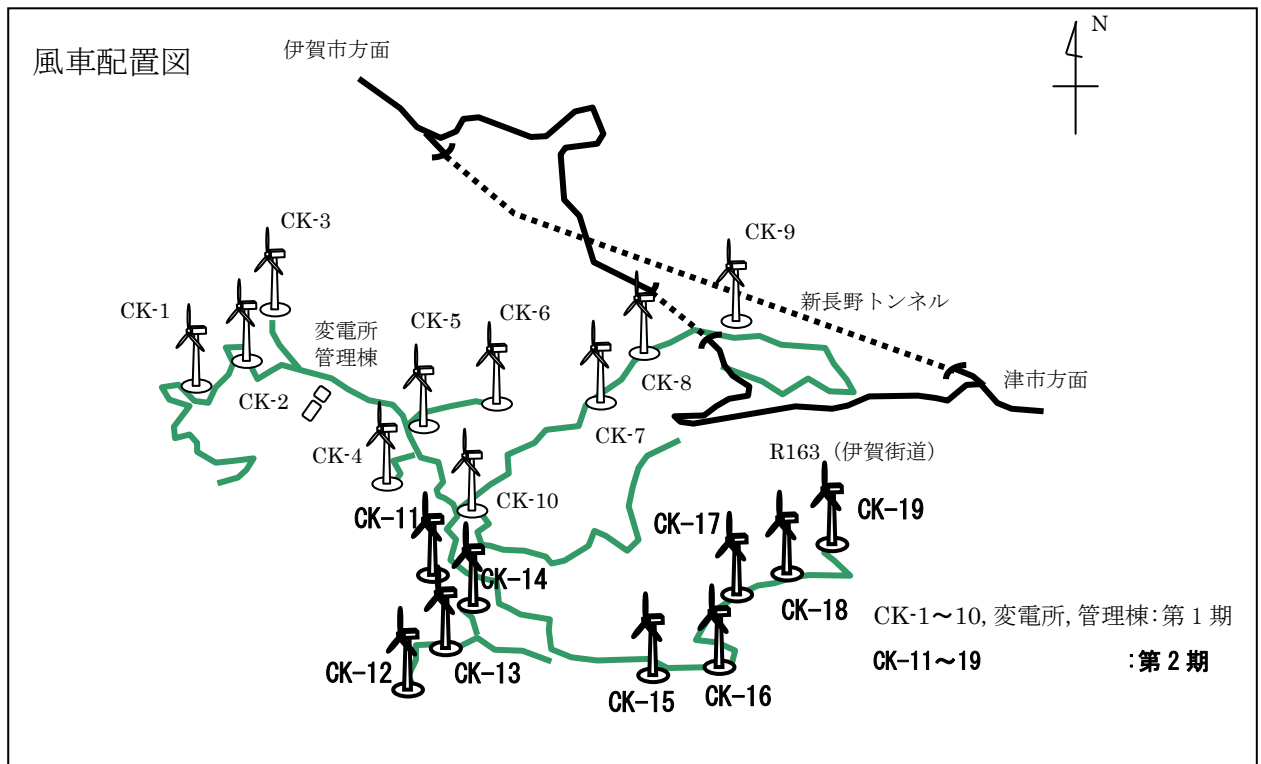 風車配置図
伊賀市方面
N
CK-3
CK-9
CK-1
変電所
管理棟
CK-5
CK-6
新長野トンネル
津市方面
CK-2
CK-8
CK-4
CK-7
R163（伊賀街道）
CK-10
CK-11
CK-17
CK-19
CK-14
CK-18
CK-1～10, 変電所, 管理棟:第 1 期
CK-12
CK-13
CK-11～19 :第 2 期
CK-15
CK-16